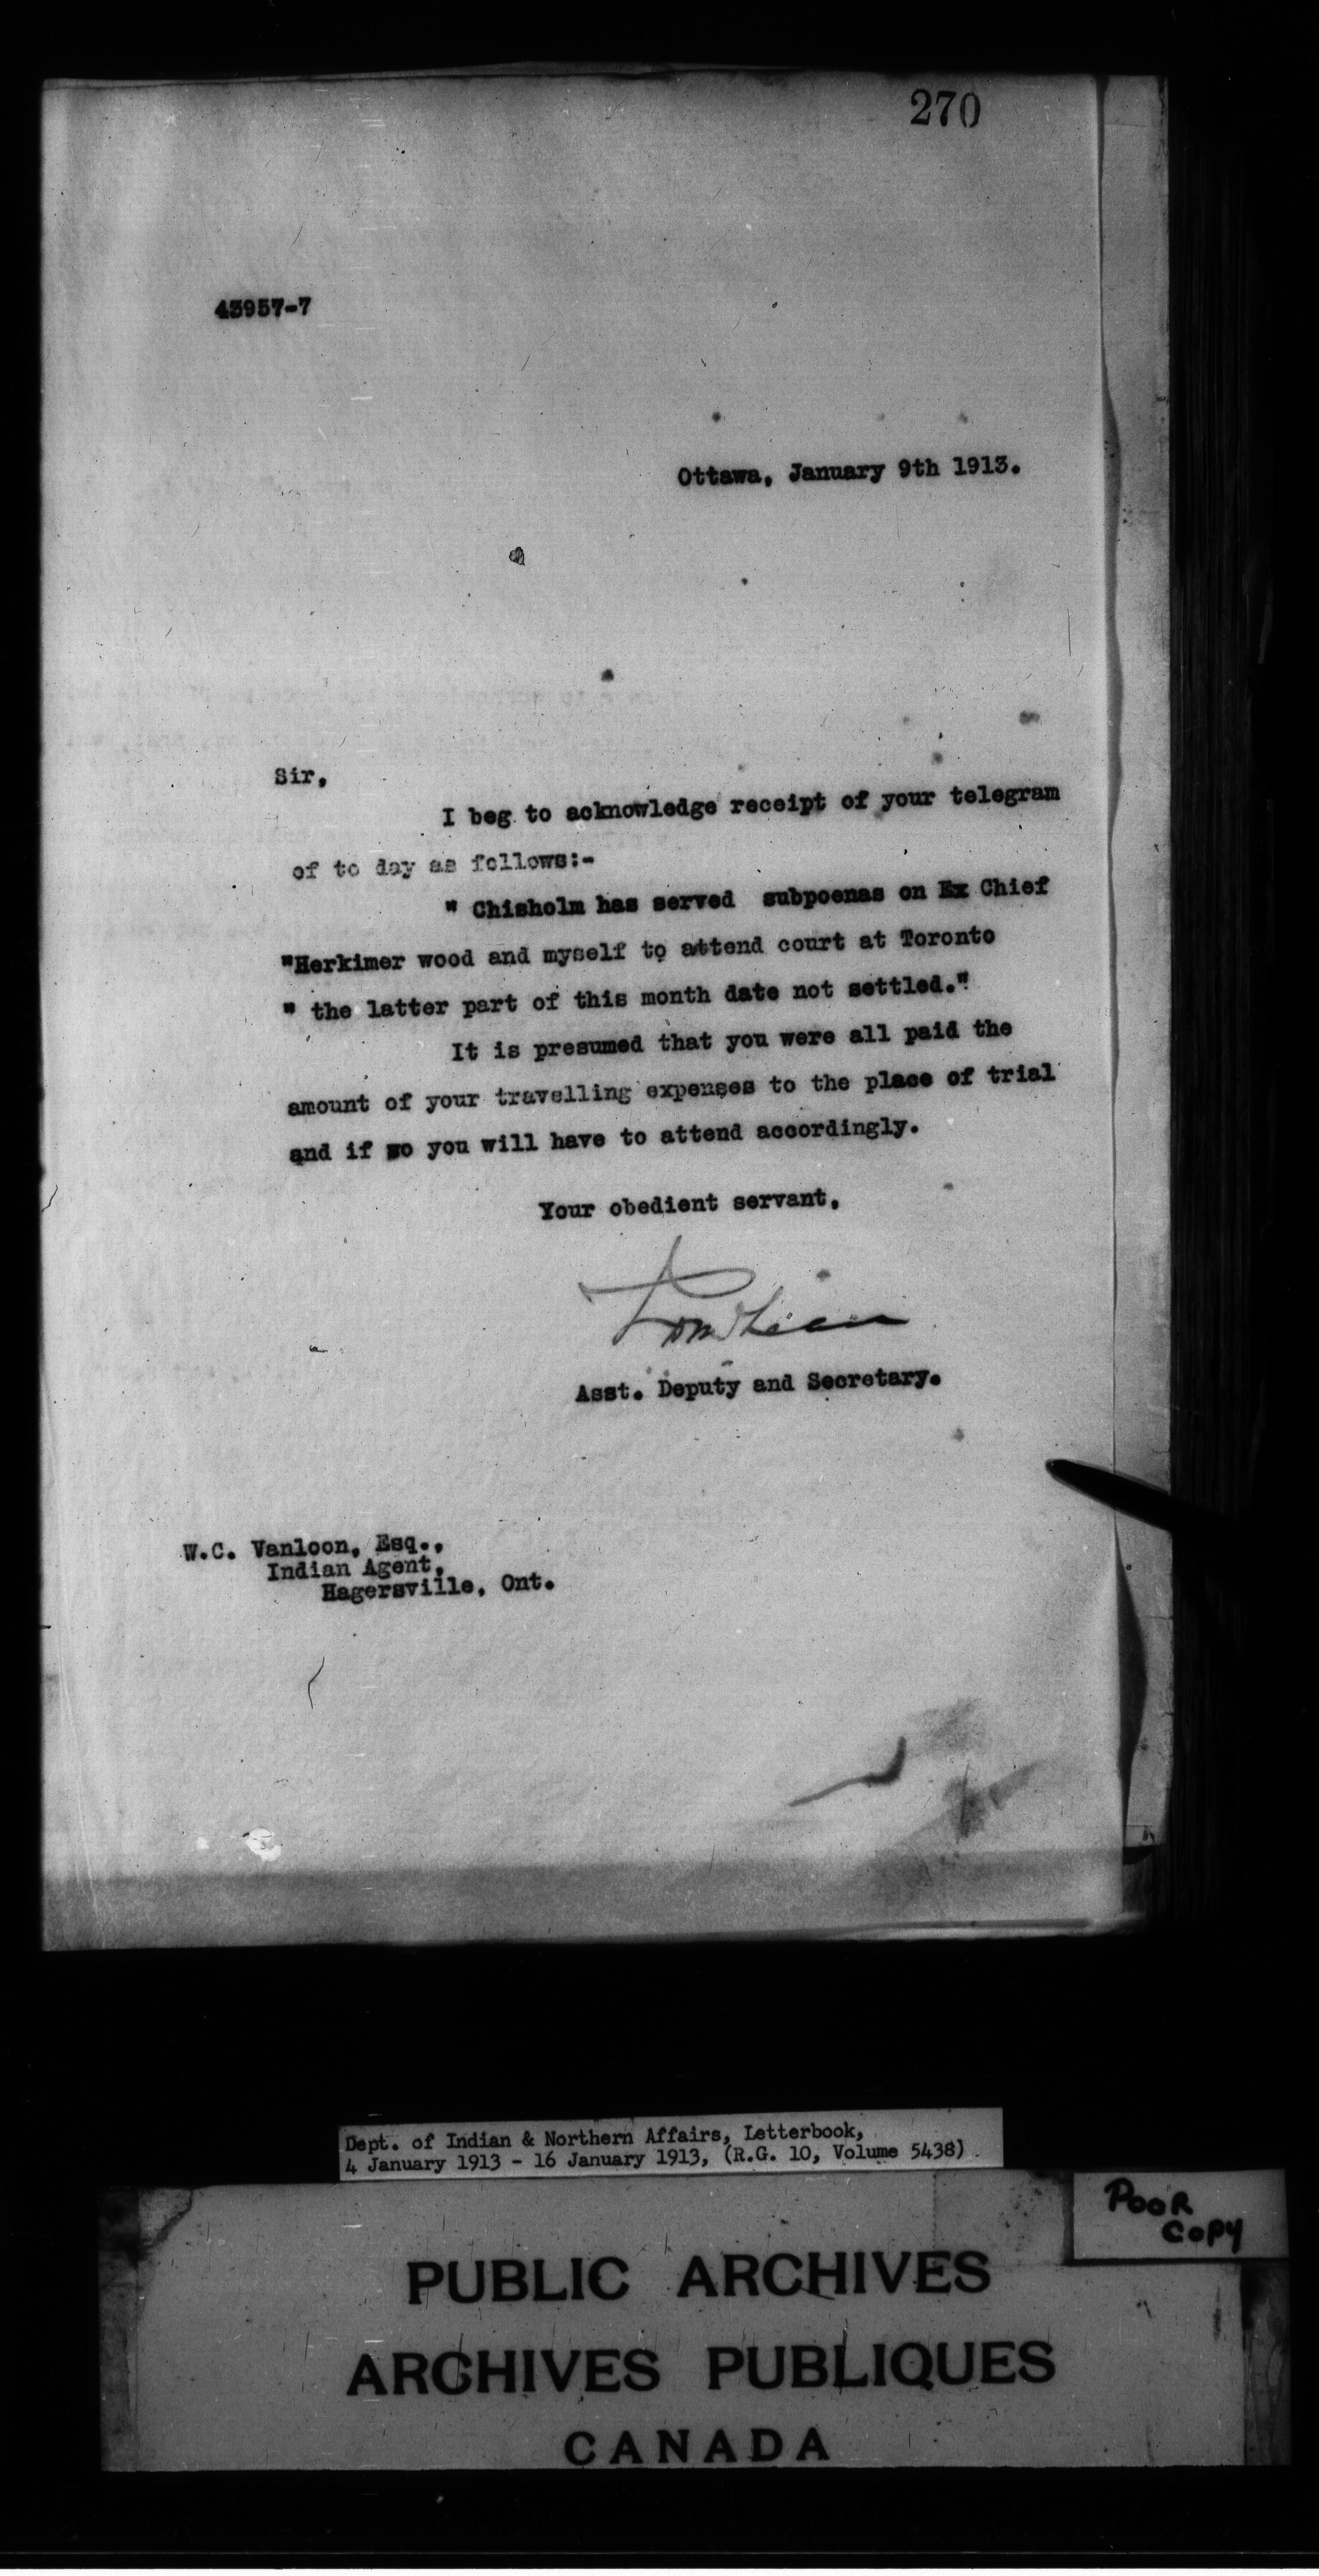 270
43957-7
Ottawa, January 9th 1913.
Sir,
I beg to acknowledge receipt of your telegram
of to day as follows:-
" Chisholm has served subpoenas on Ex Chief
"Herkimer wood and myself to attend court at Toronto
" the latter part of this month date not settled."
It is presumed that you were all paid the
amount of your travelling expenses to the place of trial
and if so you will have to attend accordingly.
Your obedient servant,
Asst. Deputy and Secretary.
W.C. Vanloon, Esq.,
Indian Agent,
Hagersville, Ont.
Dept. of Indian & Northern Affairs, Letterbook,
4 January 1913 - 16 January 1913, (R.G. 10, Volume 5438)
POOR
COPY
PUBLIC ARCHIVES
ARCHIVES PUBLIQUES
CANADA